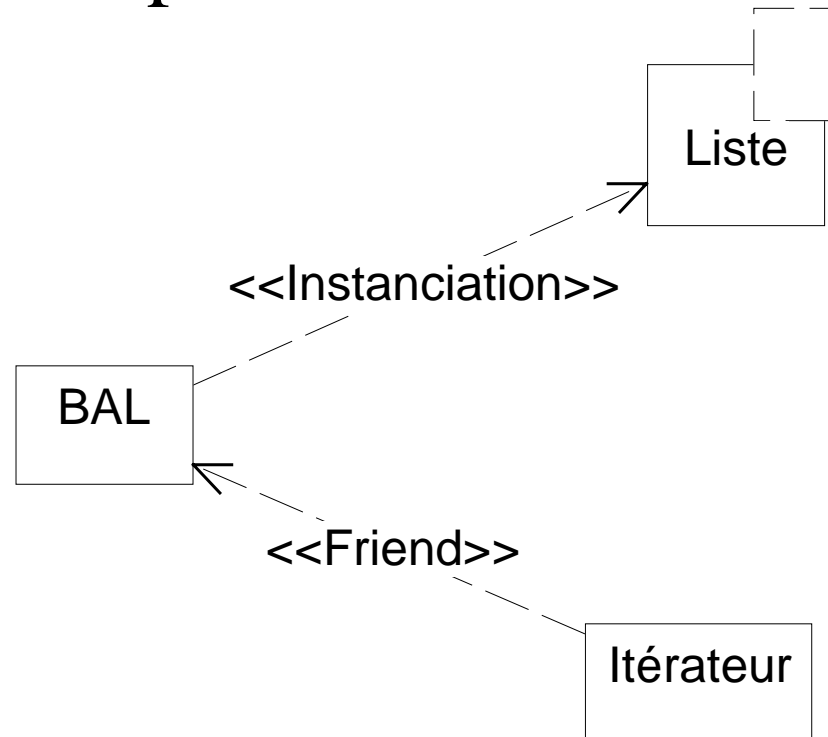 Liste
<<Instanciation>>
BAL
<<Friend>>
Itérateur